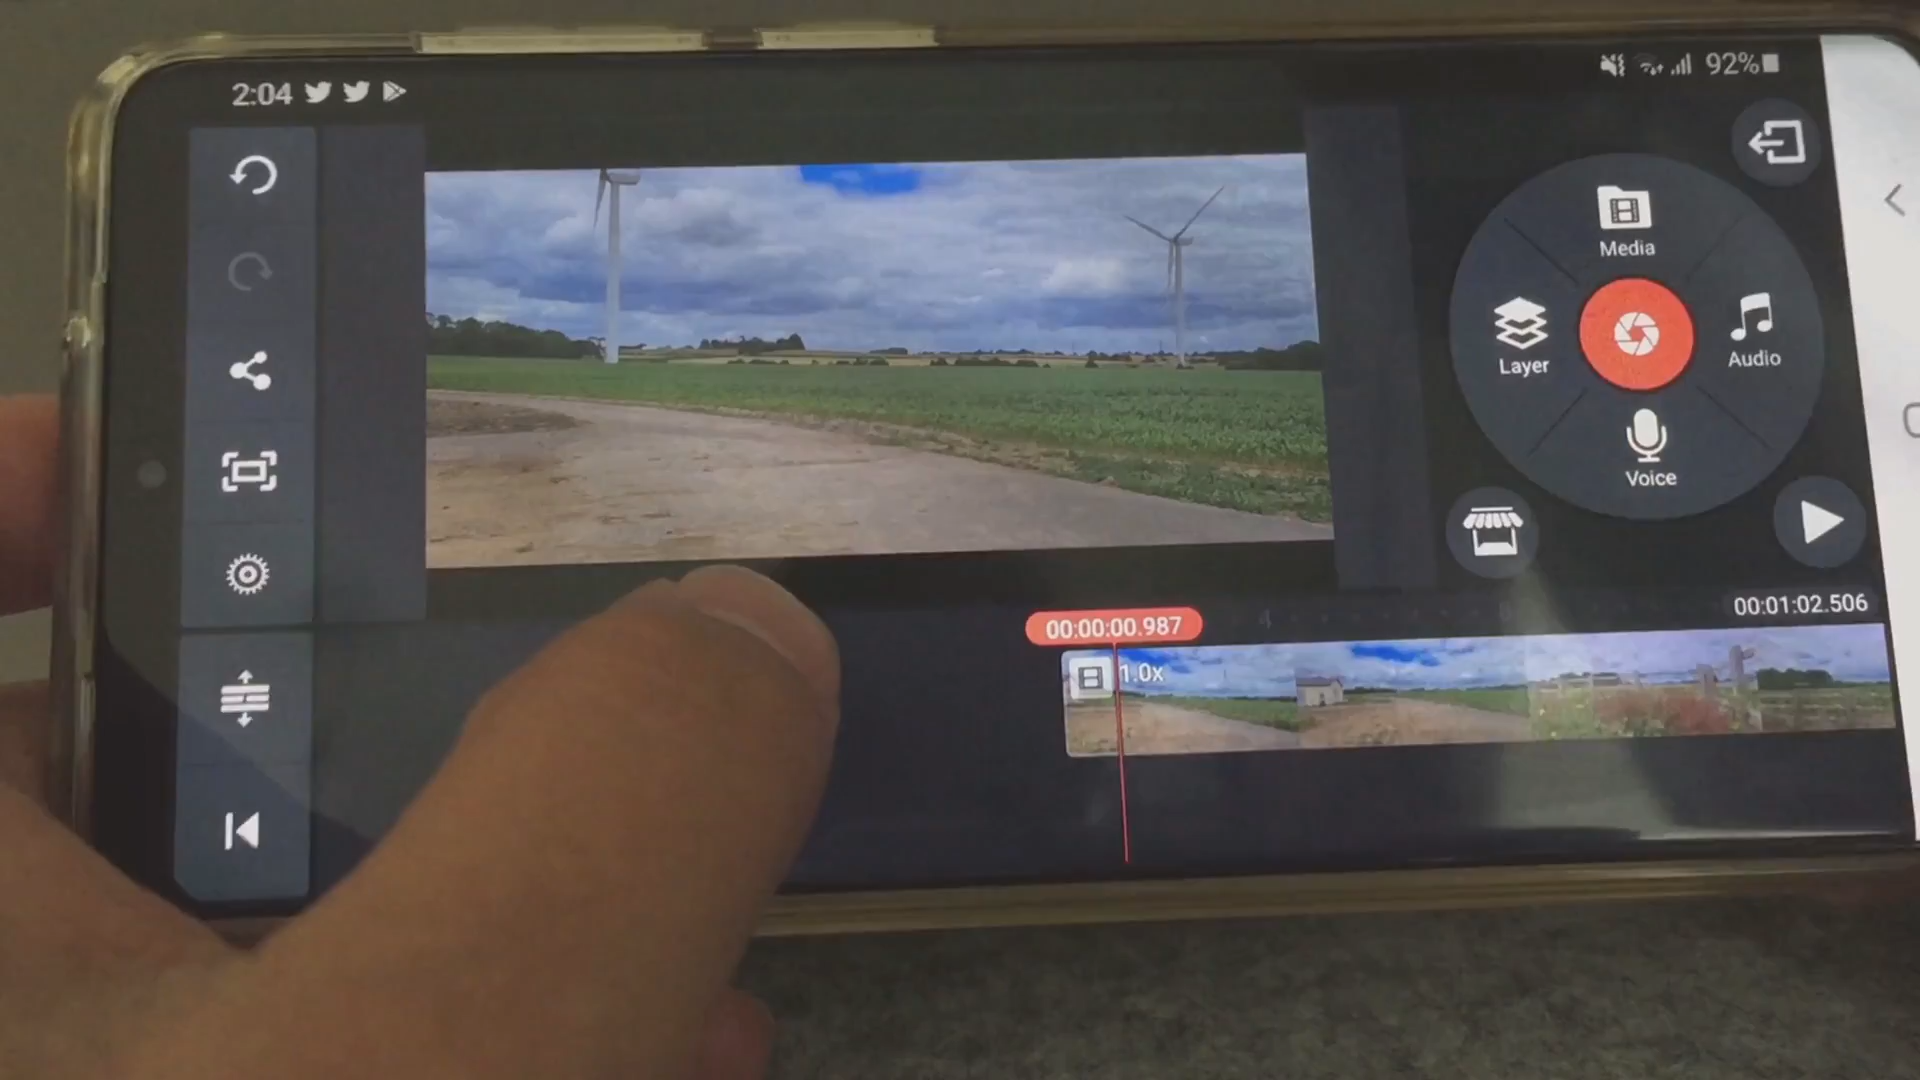 2:04
92%
Media
Layer
Audio
Voice
00:01:02.506
00:00:00.987
1.0x